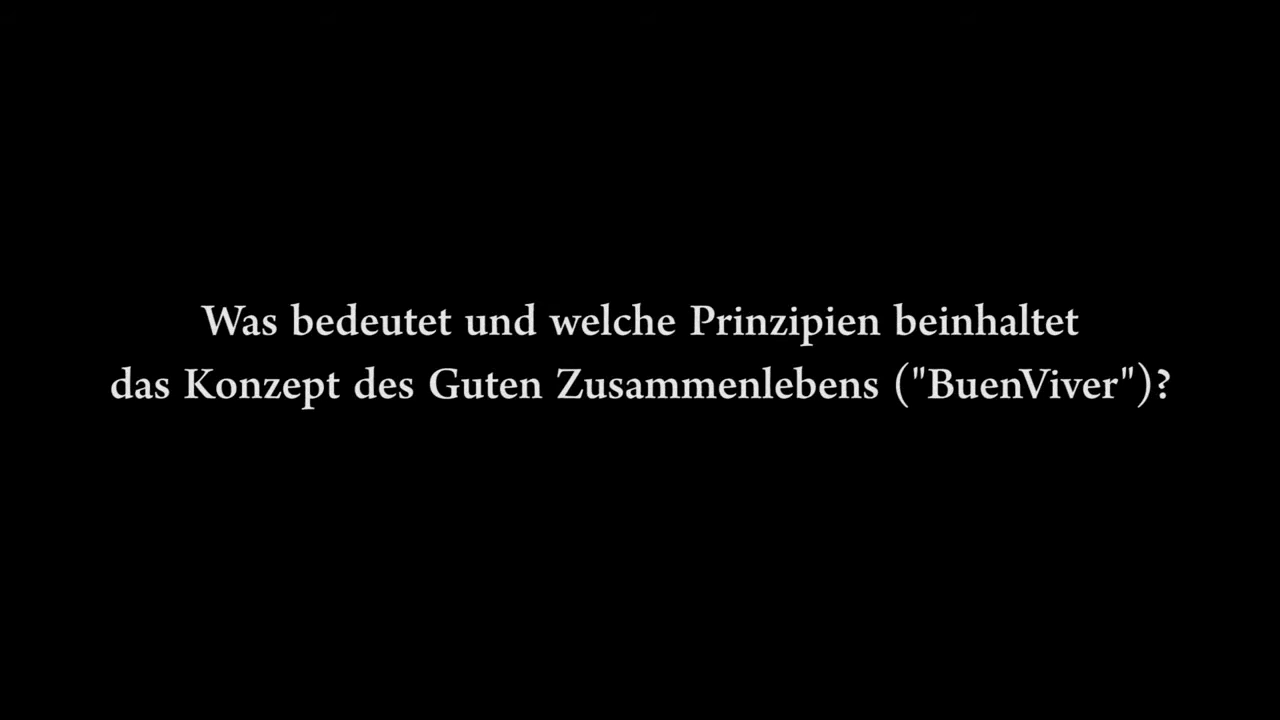 Was bedeutet und welche Prinzipien beinhaltet
das Konzept des Guten Zusammenlebens ("BuenViver")?